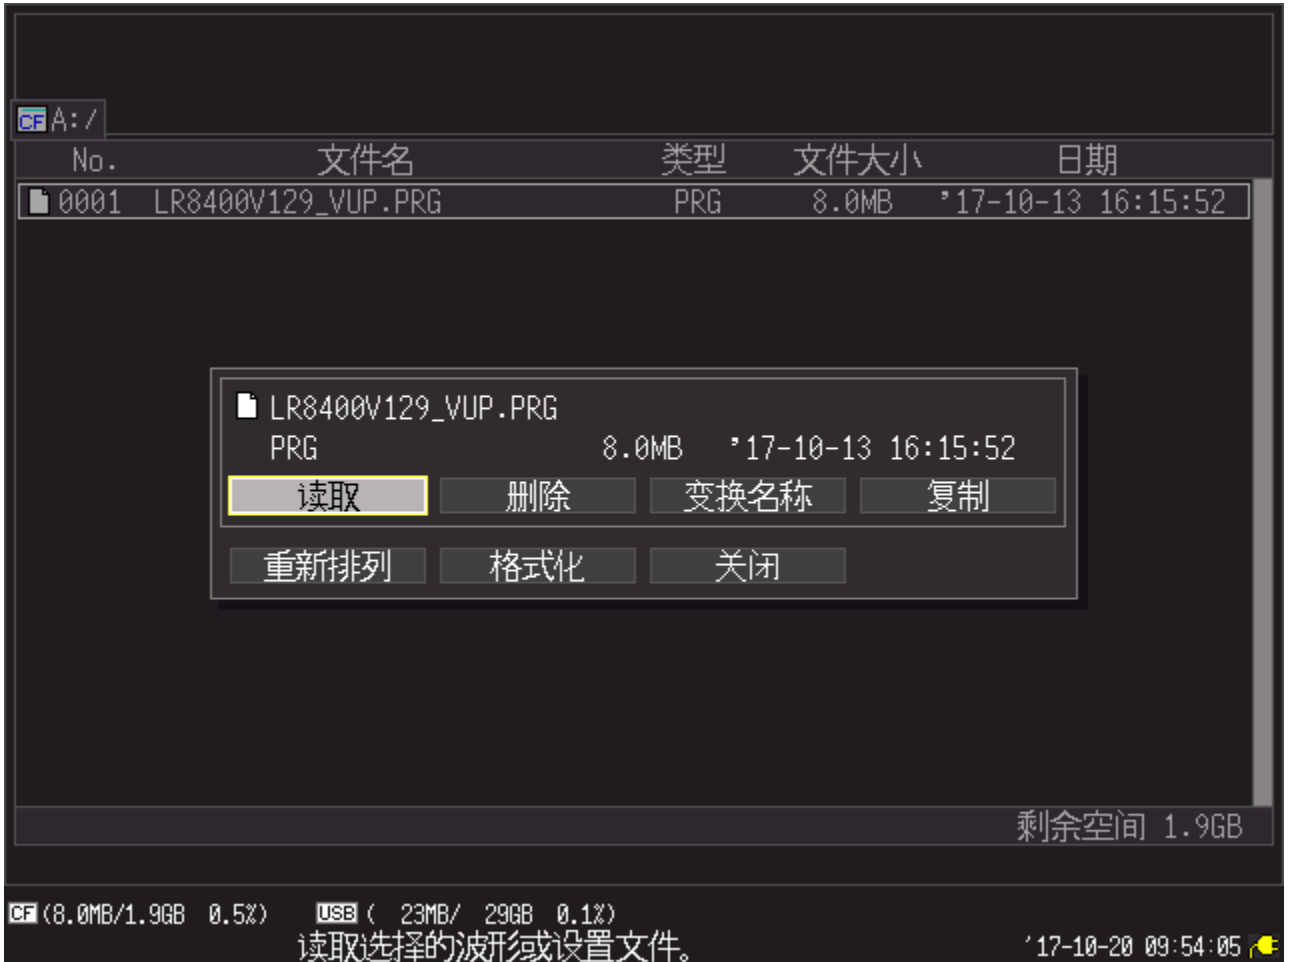 CF A:/
No. 文件名 类型 文件大小 日期
0001 LR8400V129_VUP.PRG PRG 8.0MB '17-10-13 16:15:52
LR8400V129_VUP.PRG
PRG 8.0MB '17-10-13 16:15:52
读取 删除 变换名称 复制
重新排列 格式化 关闭
剩余空间 1.9GB
CF (8.0MB/1.9GB 0.5%) USB ( 23MB/ 29GB 0.1%)
读取选择的波形或设置文件。 '17-10-20 09:54:05